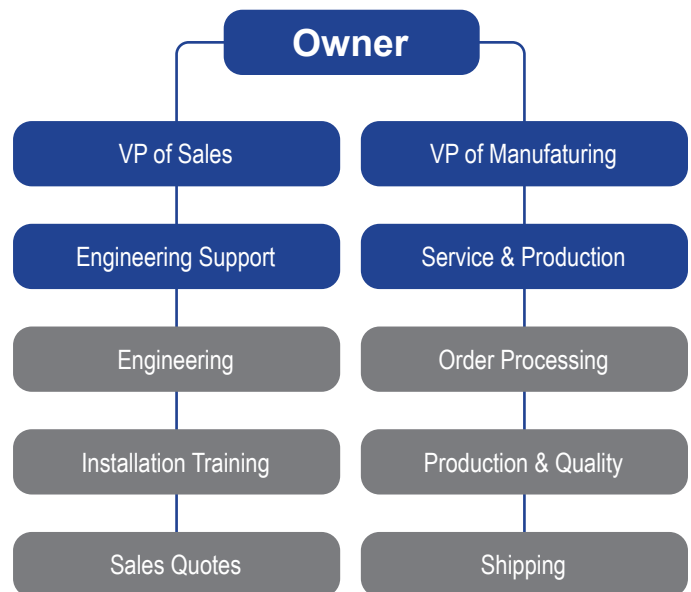 Owner
VP of Sales
VP of Manufaturing
Engineering Support
Service & Production
Engineering
Order Processing
Installation Training
Production & Quality
Sales Quotes
Shipping